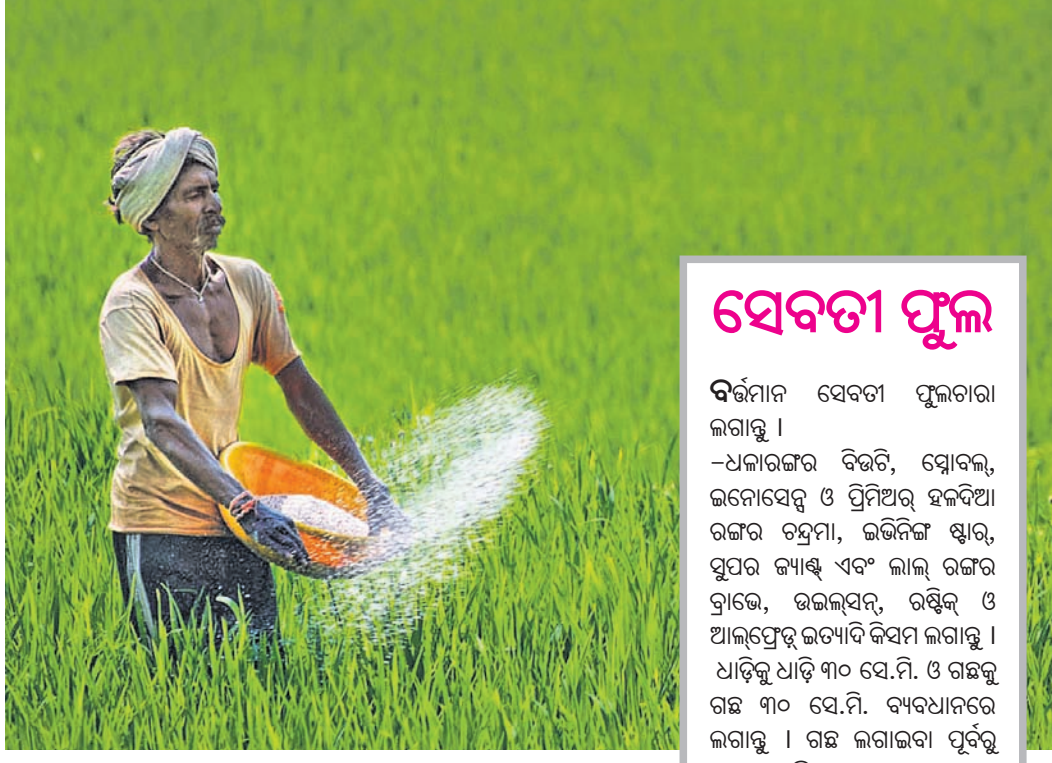 ସେବତୀ ଫୁଲ
ବର୍ତ୍ତମାନ ସେବତୀ ଫୁଲଚାରା
ଲଗାନ୍ତୁ ।
–ଧଳାରଙ୍ଗର ବିଉଟି, ସ୍ନୋବଲ୍,
ଇନୋସେନ୍ସ ଓ ପ୍ରିମିଅର୍ ହଳଦିଆ
ରଙ୍ଗର ଚନ୍ଦ୍ରମା, ଇଭିନିଙ୍ଗ ଷ୍ଟାର୍,
ସୁପର ଜ୍ୟାଣ୍ଟ୍ ଏବଂ ଲାଲ୍ ରଙ୍ଗର
ବ୍ରାଭେ, ଉଇଲ୍‌ସନ୍, ରଷ୍ଟିକ୍ ଓ
ଆଲ୍‌ଫ୍ରେଡ଼୍ ଇତ୍ୟାଦି କିସମ ଲଗାନ୍ତୁ ।
ଧାଡ଼ିକୁ ଧାଡ଼ି ୩୦ ସେ.ମି. ଓ ଗଛକୁ
ଗଛ ୩୦ ସେ.ମି. ବ୍ୟବଧାନରେ
ଲଗାନ୍ତୁ । ଗଛ ଲଗାଇବା ପୂର୍ବରୁ